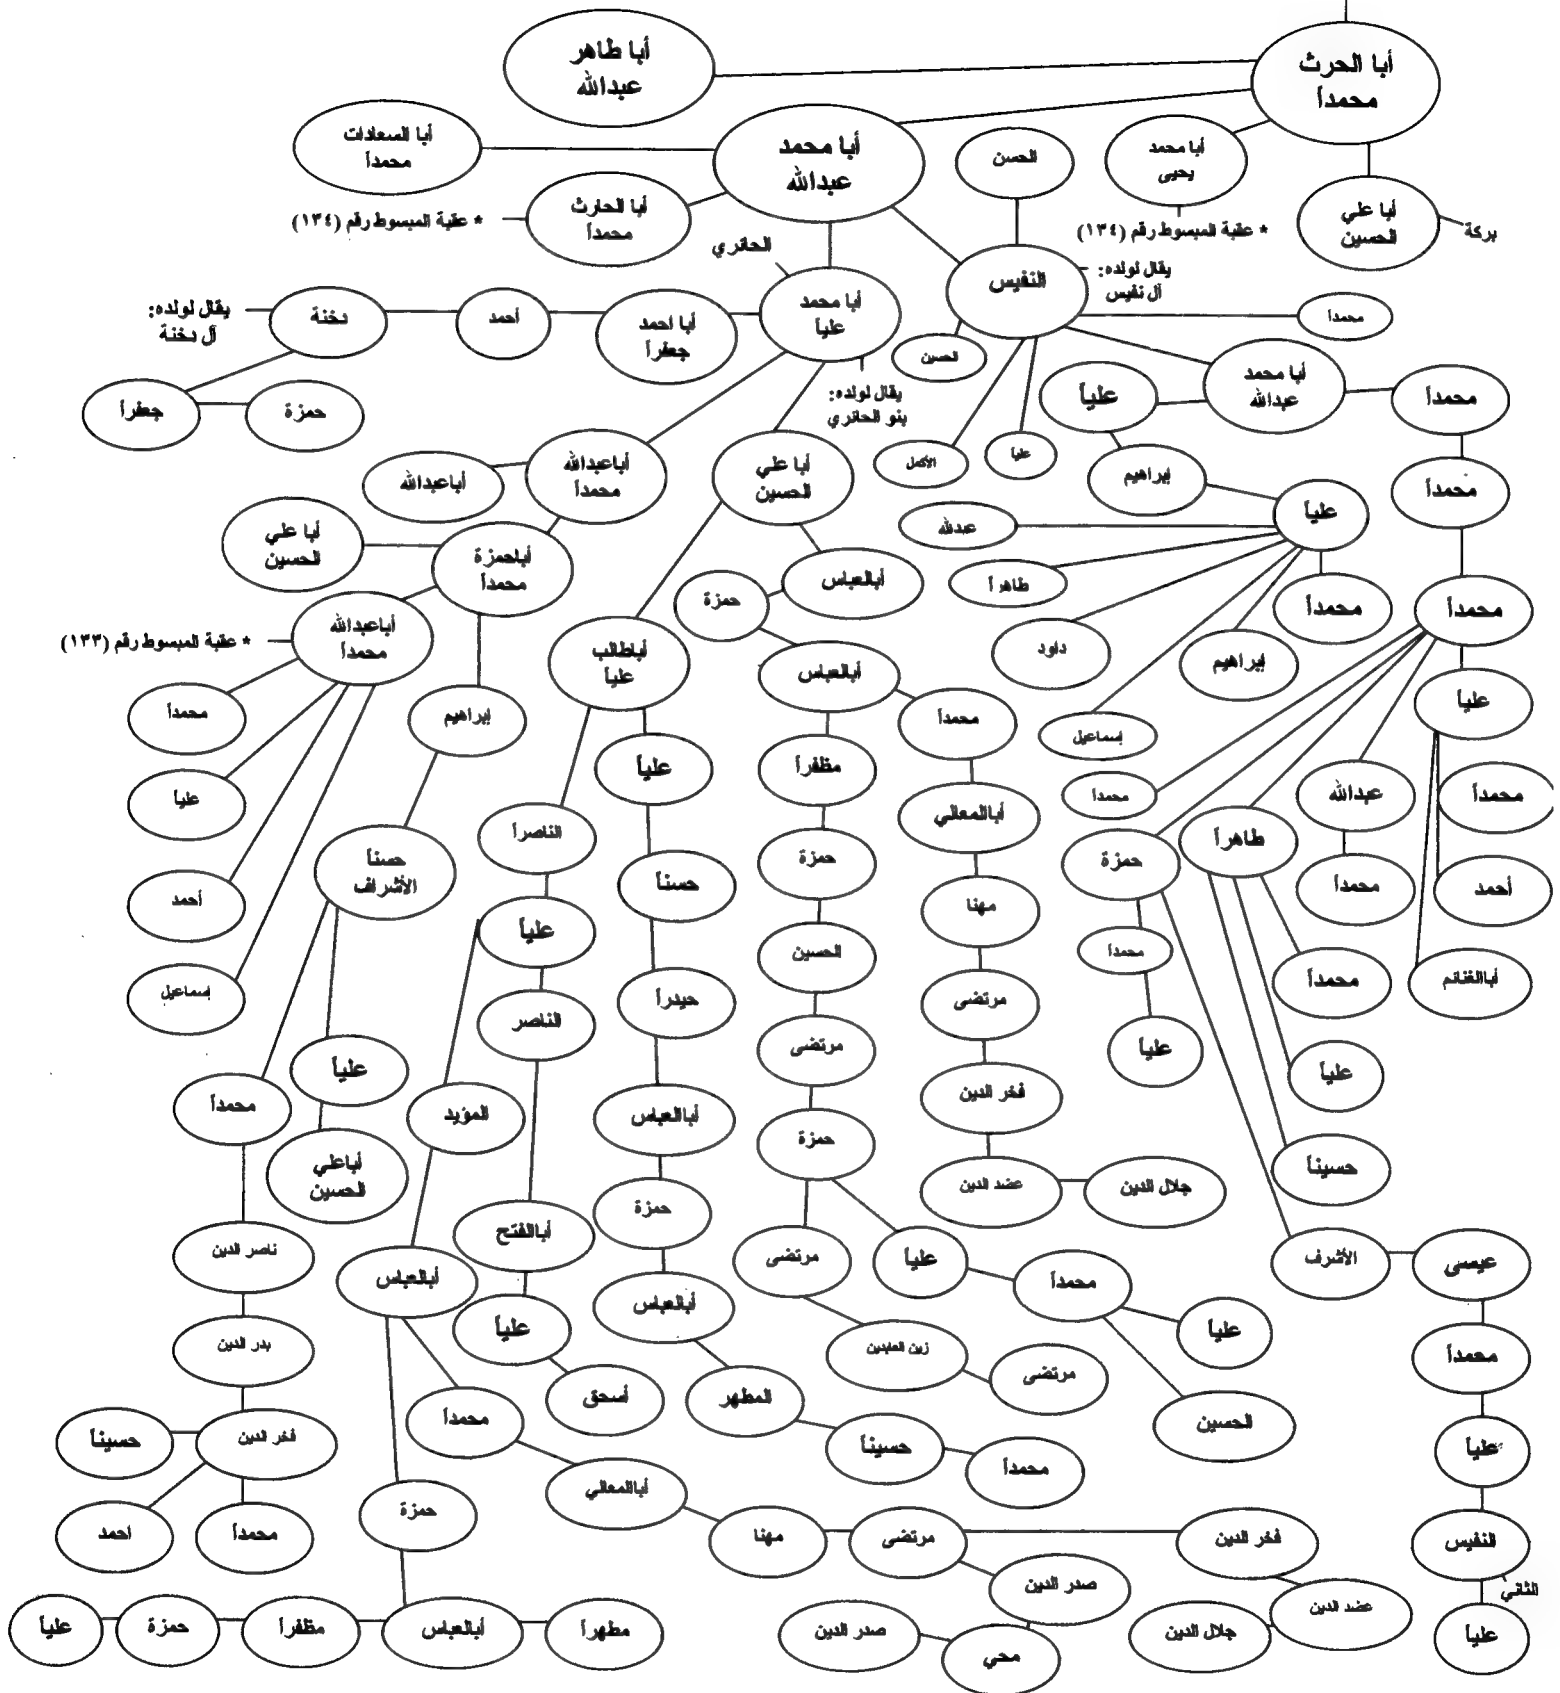 أبا الحرث
محمداً
أبا طاهر
عبدالله
أبا محمد
عبدالله
أبا السعادات
محمداً
الحسن
أبا محمد
يحيى
أبا علي
الحسين
بركة
أبا الحارث
محمداً
* عقبة المبسوط رقم (١٣٤)
* عقبة المبسوط رقم (١٣٤)
الحائري
النفيس
يقال لولده:
آل نفيس
محمداً
أبا محمد
علياً
أبا احمد
جعفراً
أحمد
دخنة
يقال لولده:
آل دخنة
الحسين
يقال لولده:
بنو الحائري
جعفراً
حمزة
أبا محمد
عبدالله
علياً
محمداً
علياً
الأكمل
أبا علي
الحسين
أباعبدالله
محمداً
أباعبدالله
إبراهيم
محمداً
علياً
عبدالله
أباحمزة
محمداً
أبا علي
الحسين
أبالعباس
حمزة
طاهراً
محمداً
محمداً
داود
إبراهيم
إسماعيل
أباعبدالله
محمداً
* عقبة المبسوط رقم (١٣٣)
أباطالب
علياً
أبالعباس
محمداً
علياً
إبراهيم
محمداً
علياً
مظفراً
محمداً
عبدالله
محمداً
علياً
أبالمعالي
الناصرأ
حمزة
طاهراً
محمداً
أحمد
حسناً
الأشراف
حسناً
حمزة
أحمد
مهنا
علياً
محمداً
الحسين
محمداً
أباالغنائم
إسماعيل
حيدراً
مرتضى
الناصر
علياً
علياً
مرتضى
علياً
محمداً
المؤيد
أباالعباس
فخر الدين
حمزة
أباعلي
الحسين
حسيناً
حمزة
عضد الدين
جلال الدين
ناصر الدين
أبالفتح
مرتضى
علياً
الأشرف
عيسى
أبالعباس
أبالعباس
محمداً
علياً
علياً
بدر الدين
زين العابدين
مرتضى
محمداً
أسحق
المطهر
محمداً
الحسين
حسيناً
فخر الدين
حسيناً
محمداً
علياً
أبالمعالي
حمزة
احمد
محمداً
مهنا
مرتضى
فخر الدين
النفيس
الثاني
صدر الدين
عضد الدين
جلال الدين
صدر الدين
محي
علياً
مطهراً
أبالعباس
مظفراً
حمزة
علياً